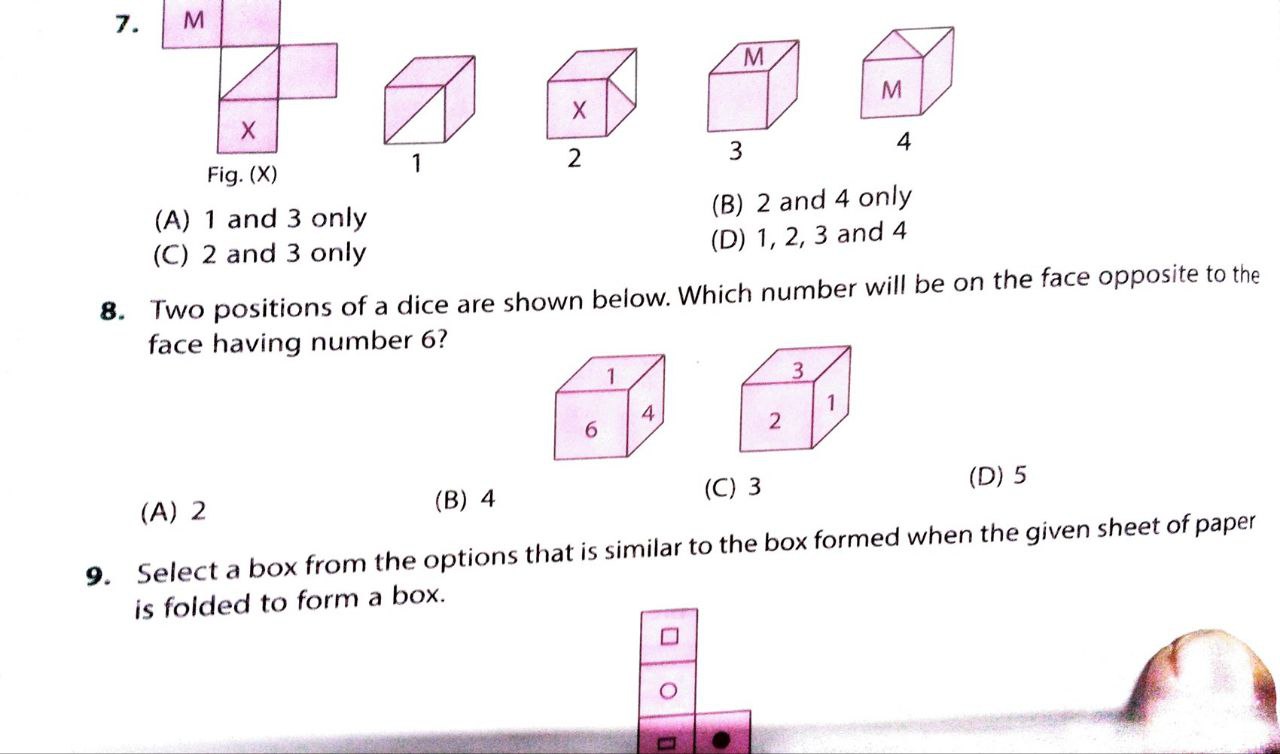 7. M
X
Fig. (X)
X
M
M
1
2
3
4
(A) 1 and 3 only
(B) 2 and 4 only
(C) 2 and 3 only
(D) 1, 2, 3 and 4
8. Two positions of a dice are shown below. Which number will be on the face opposite to the
face having number 6?
1
6
4
3
2
1
(A) 2
(B) 4
(C) 3
(D) 5
9. Select a box from the options that is similar to the box formed when the given sheet of paper
is folded to form a box.